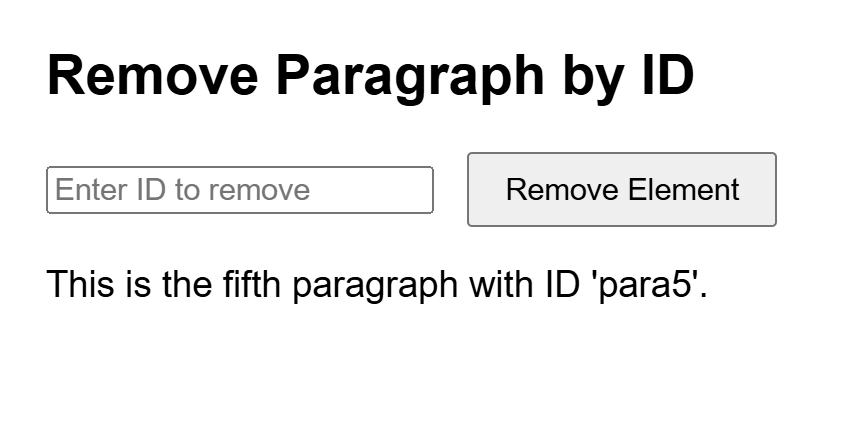 Remove Paragraph by ID
Enter ID to remove
Remove Element
This is the fifth paragraph with ID 'para5'.